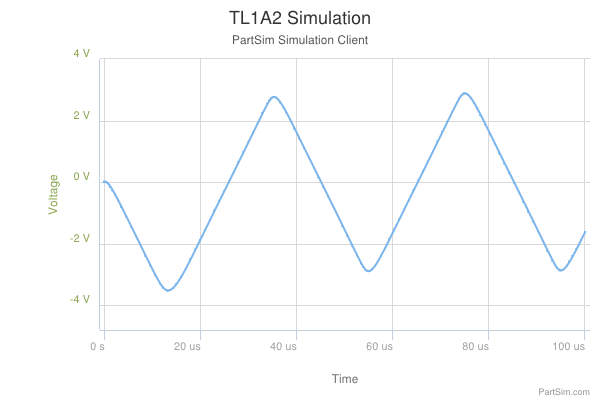 TL1A2 Simulation
PartSim Simulation Client
4 V
2 V
0 V
-2 V
-4 V
Voltage
0 s
20 us
40 us
60 us
80 us
100 us
Time
PartSim.com